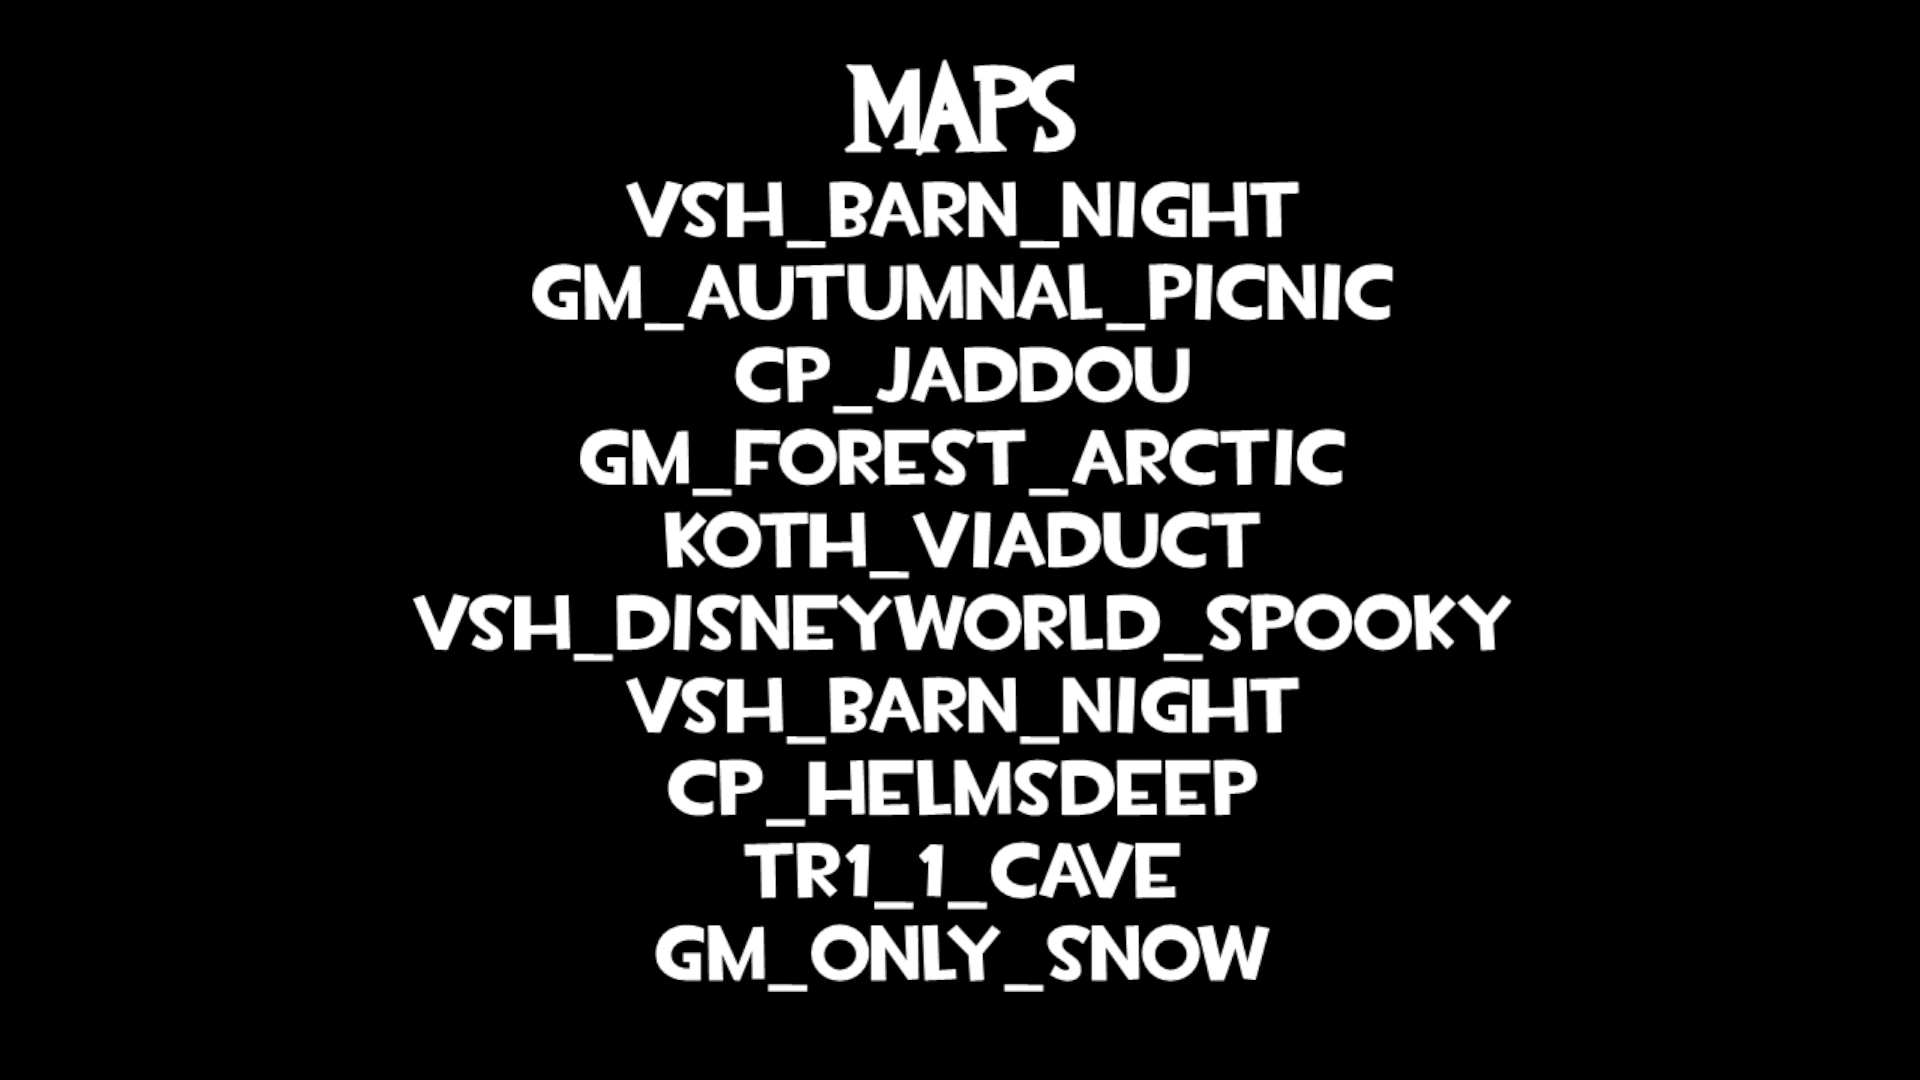 MAPS
VSH_BARN_NIGHT
GM_AUTUMNAL_PICNIC
CP_JADDOU
GM_FOREST_ARCTIC
KOTH_VIADUCT
VSH_DISNEYWORLD_SPOOKY
VSH_BARN_NIGHT
CP_HELMSDEEP
TR1_1_CAVE
GM_ONLY_SNOW